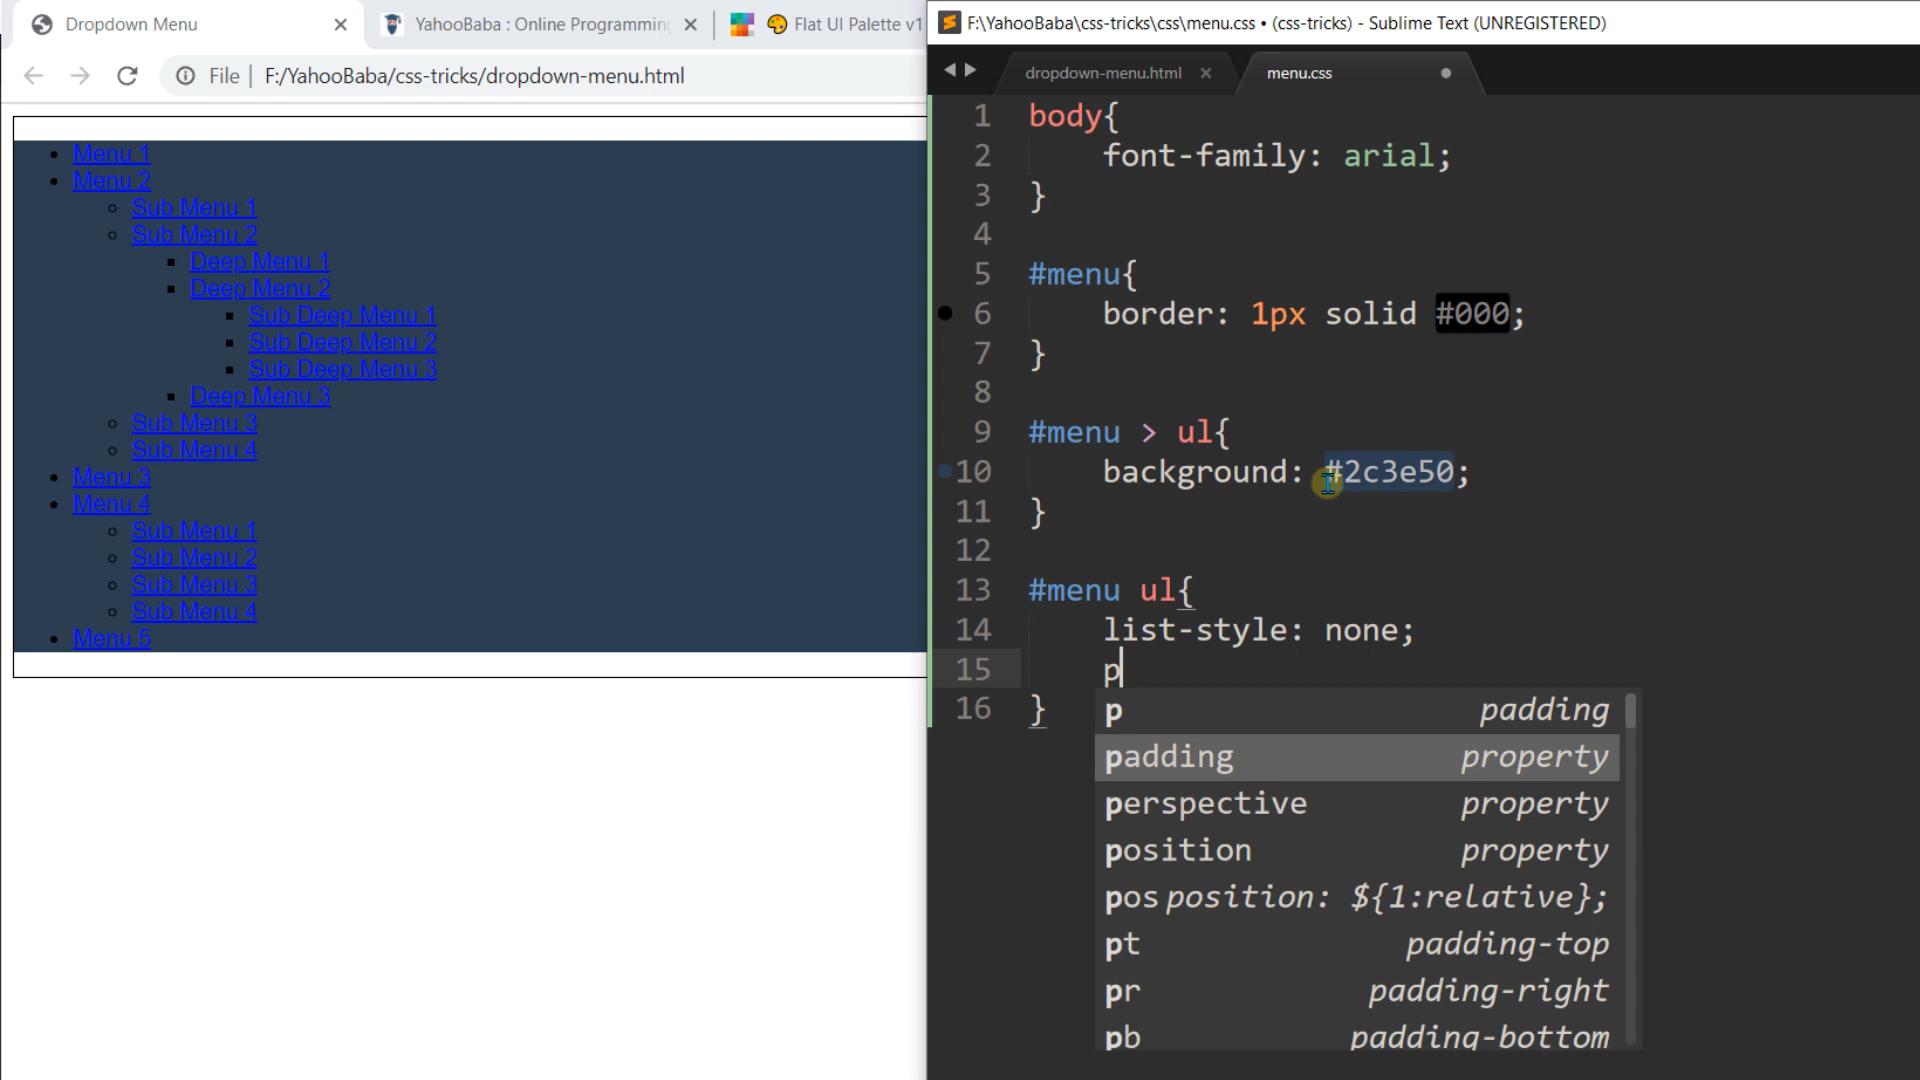 Dropdown Menu
YahooBaba : Online Programming
Flat UI Palette v1
File
F:/YahooBaba/css-tricks/dropdown-menu.html
Menu 1
Menu 2
Sub Menu 1
Sub Menu 2
Deep Menu 1
Deep Menu 2
Sub Deep Menu 1
Sub Deep Menu 2
Sub Deep Menu 3
Deep Menu 3
Sub Menu 3
Sub Menu 4
Menu 3
Menu 4
Sub Menu 1
Sub Menu 2
Sub Menu 3
Sub Menu 4
Menu 5
F:\YahooBaba\css-tricks\css\menu.css • (css-tricks) - Sublime Text (UNREGISTERED)
dropdown-menu.html
menu.css
1 body{
2 font-family: arial;
3 }
4
5 #menu{
6 border: 1px solid #000;
7 }
8
9 #menu > ul{
10 background: #2c3e50;
11 }
12
13 #menu ul{
14 list-style: none;
15 p
16 }
p padding
padding property
perspective property
position property
pos position: ${1:relative};
pt padding-top
pr padding-right
pb padding-bottom